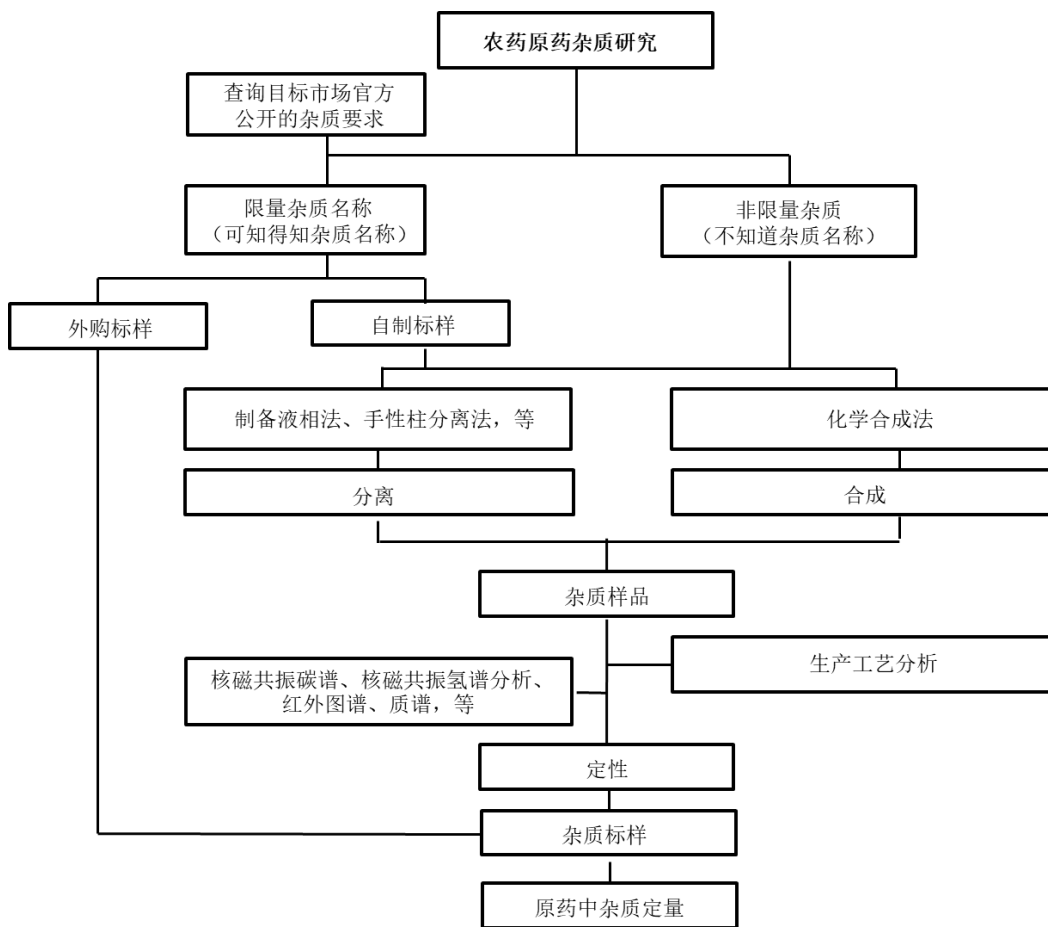 农药原药杂质研究
查询目标市场官方
公开的杂质要求
限量杂质名称
（可知得知杂质名称）
非限量杂质
（不知道杂质名称）
外购标样
自制标样
制备液相法、手性柱分离法，等
化学合成法
分离
合成
杂质样品
生产工艺分析
核磁共振碳谱、核磁共振氢谱分析、
红外图谱、质谱，等
定性
杂质标样
原药中杂质定量